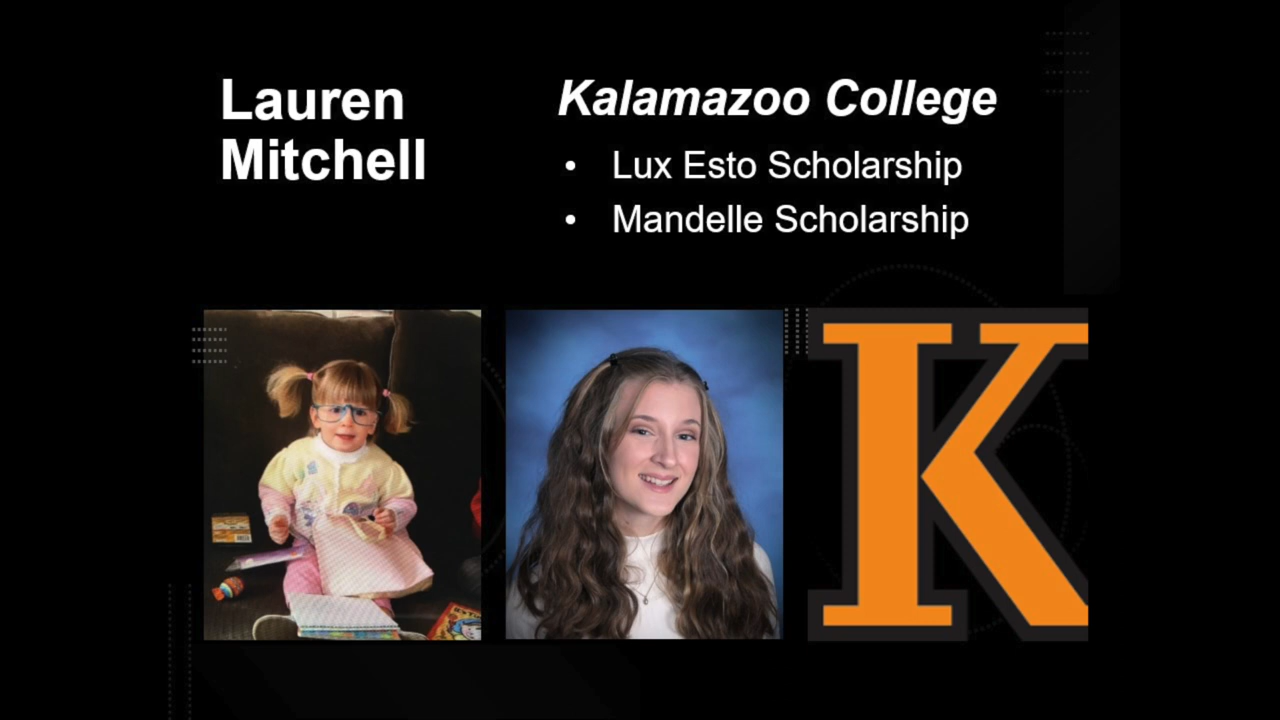 Lauren
Mitchell
Kalamazoo College
• Lux Esto Scholarship
• Mandelle Scholarship
K